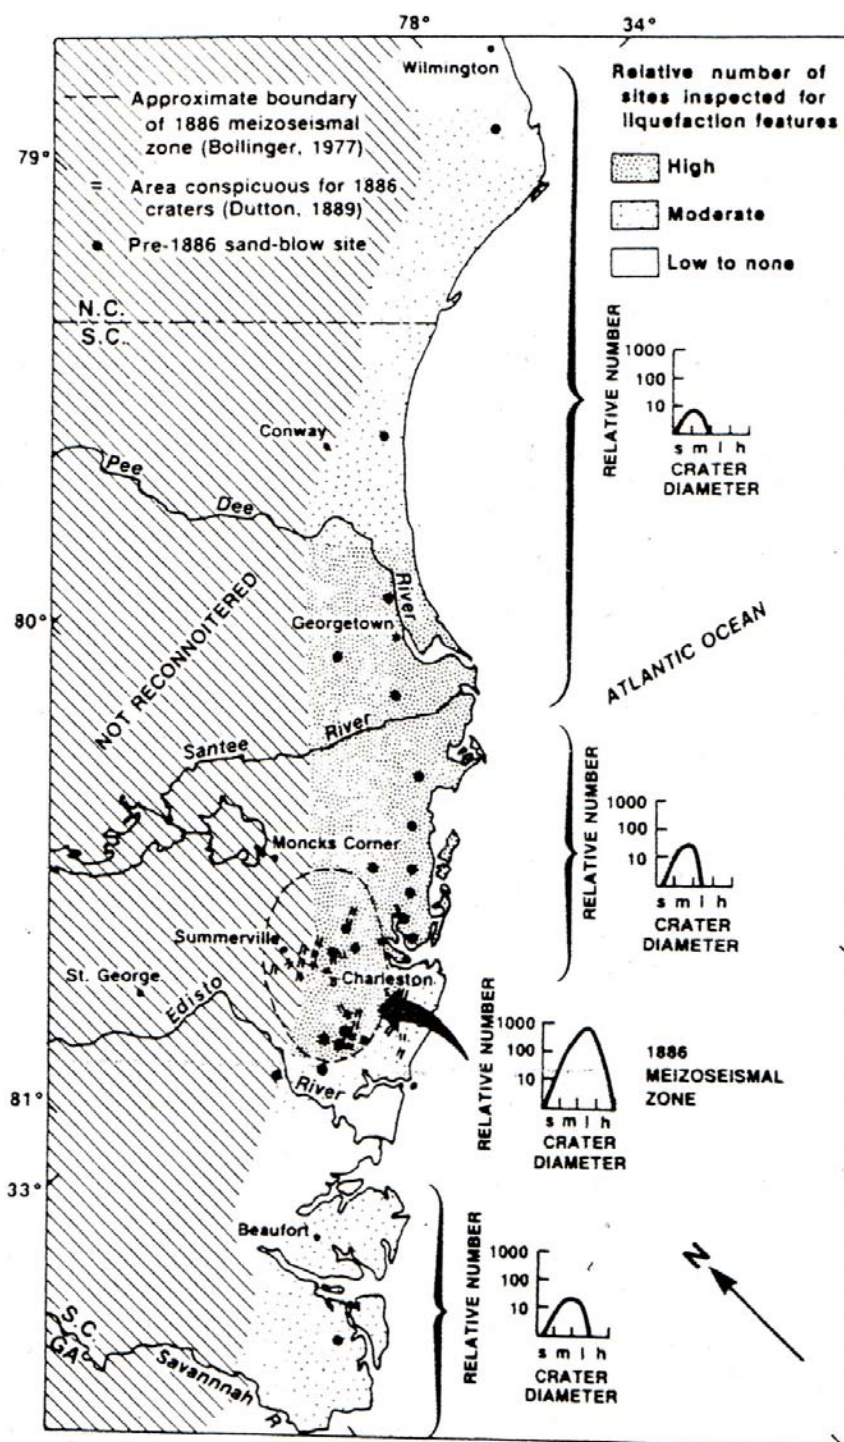 78°
34°
Wilmington
Approximate boundary
of 1886 meizoseismal
zone (Bollinger, 1977)
Area conspicuous for 1886
craters (Dutton, 1889)
Pre-1886 sand-blow site
Relative number of
sites inspected for
liquefaction features
High
Moderate
Low to none
79°
N.C.
S.C.
RELATIVE NUMBER
1000
100
10
s m l h
CRATER
DIAMETER
Conway
Pee
Dee
River
Georgetown
80°
NOT RECONNOITERED
ATLANTIC OCEAN
Santee
River
RELATIVE NUMBER
1000
100
10
s m l h
CRATER
DIAMETER
Moncks Corner
Summerville
St. George
Charleston
Edisto
River
RELATIVE NUMBER
1000
100
10
s m l h
CRATER
DIAMETER
1886
MEIZOSEISMAL
ZONE
81°
33°
Beaufort
RELATIVE NUMBER
1000
100
10
s m l h
CRATER
DIAMETER
N
S.C.
GA
Savannnah R